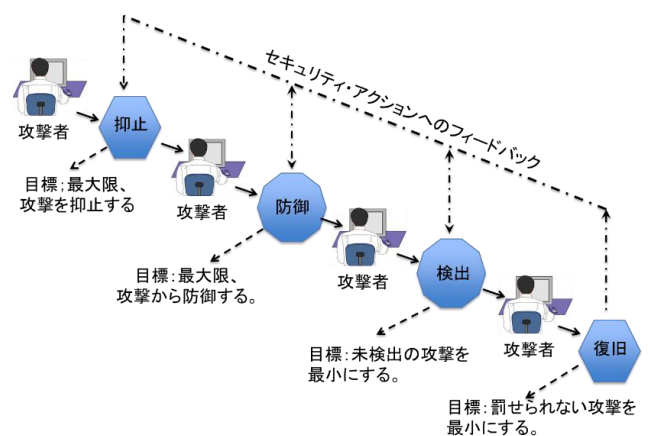 セキュリティ・アクションへのフィードバック
攻撃者
抑止
目標;最大限、
攻撃を抑止する
攻撃者
防御
目標:最大限、
攻撃から防御する。
攻撃者
検出
目標:未検出の攻撃を
最小にする。
攻撃者
復旧
目標:罰せられない攻撃を
最小にする。